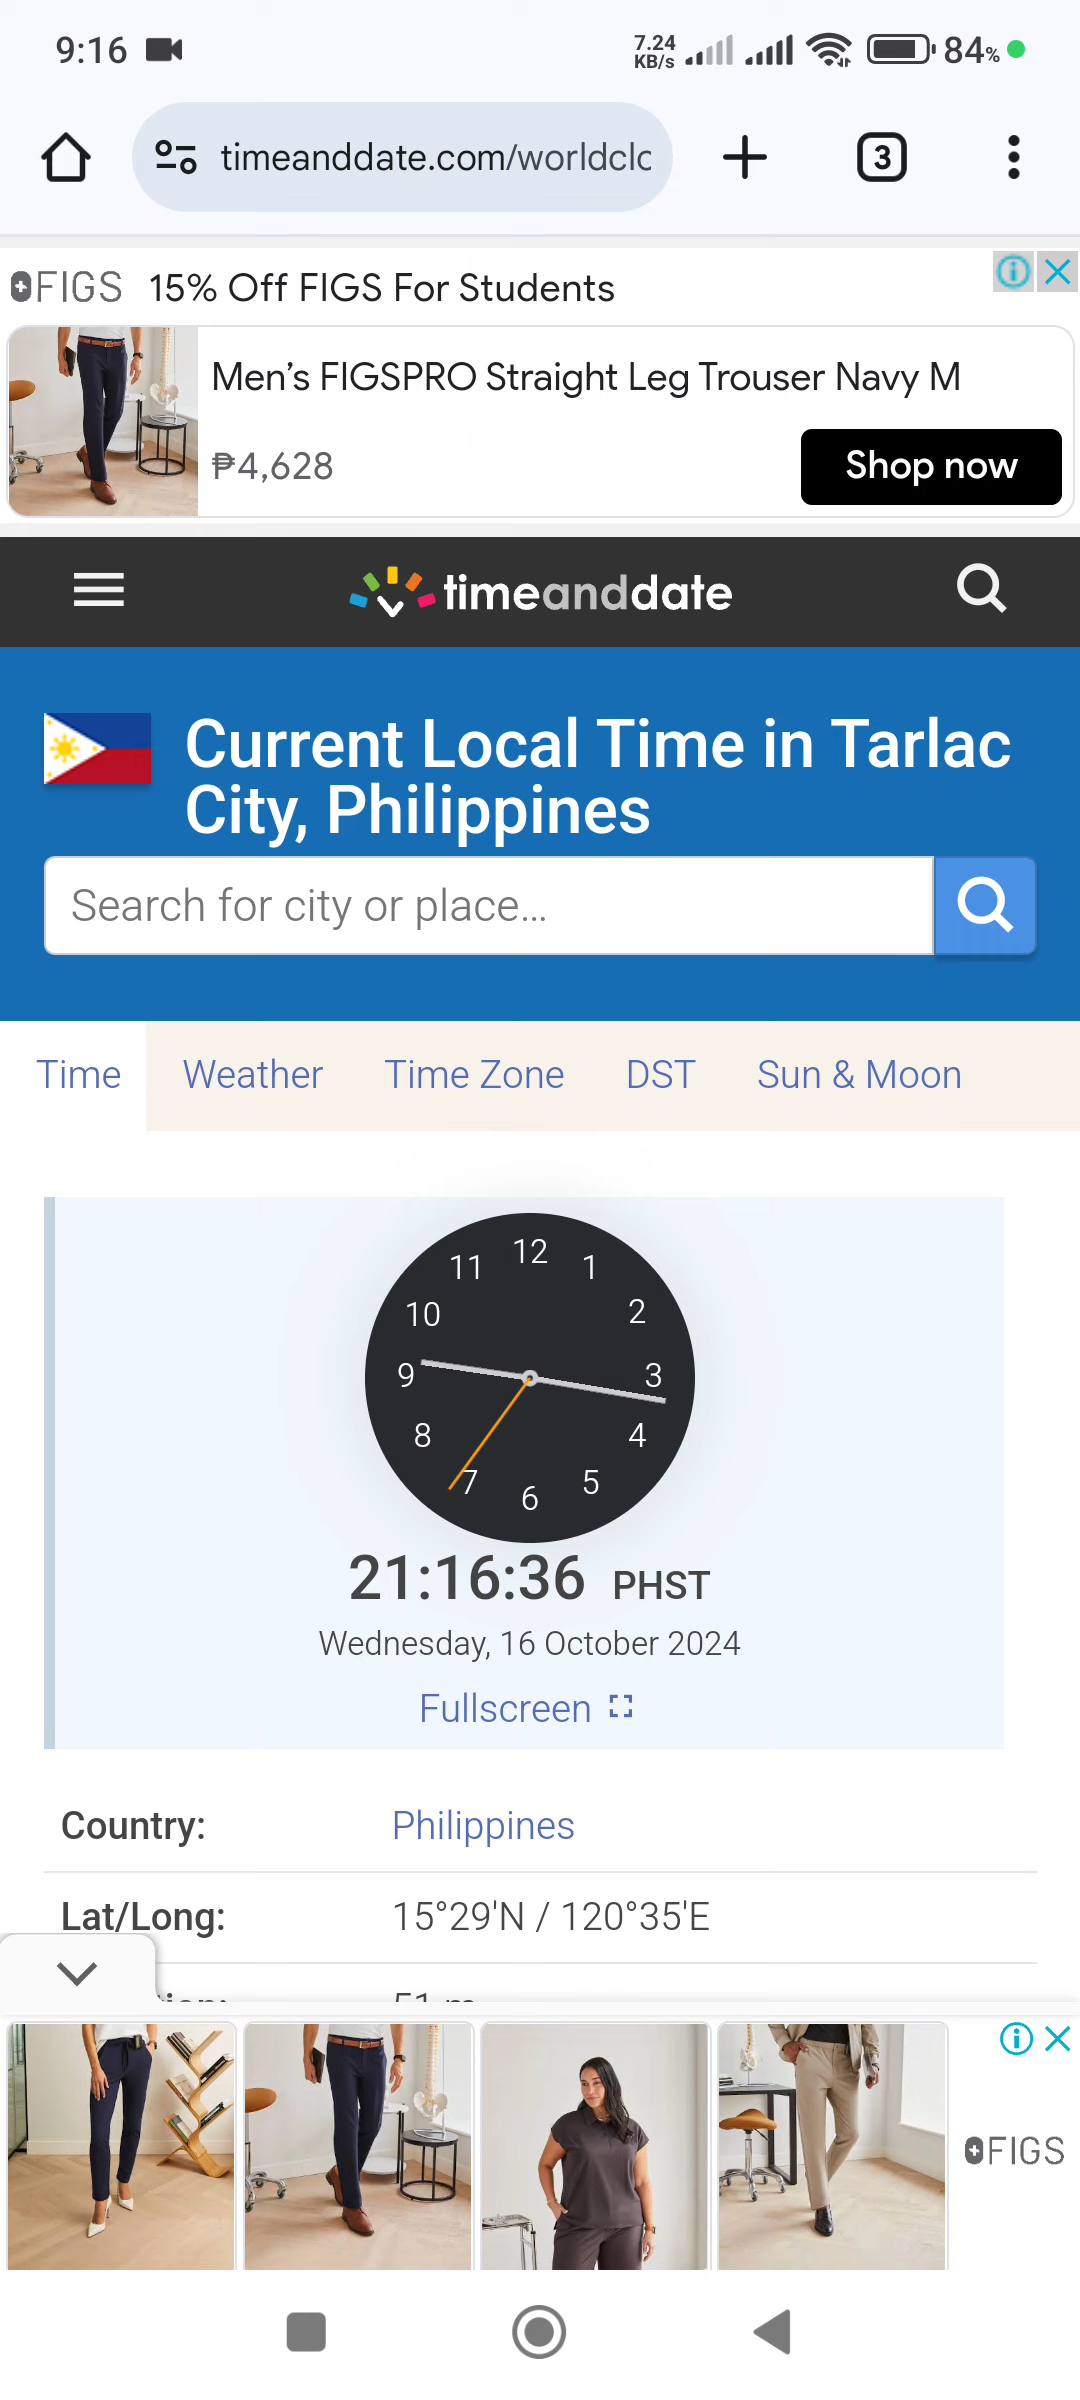 9:16
7.24
KB/s
84%
timeanddate.com/worldclc
3
FIGS 15% Off FIGS For Students
Men's FIGSPRO Straight Leg Trouser Navy M
₱4,628
Shop now
timeanddate
Current Local Time in Tarlac
City, Philippines
Search for city or place...
Time Weather Time Zone DST Sun & Moon
12
11 1
10 2
9 3
8 4
7 5
6
21:16:36 PHST
Wednesday, 16 October 2024
Fullscreen
Country: Philippines
Lat/Long: 15°29'N / 120°35'E
51 m
FIGS